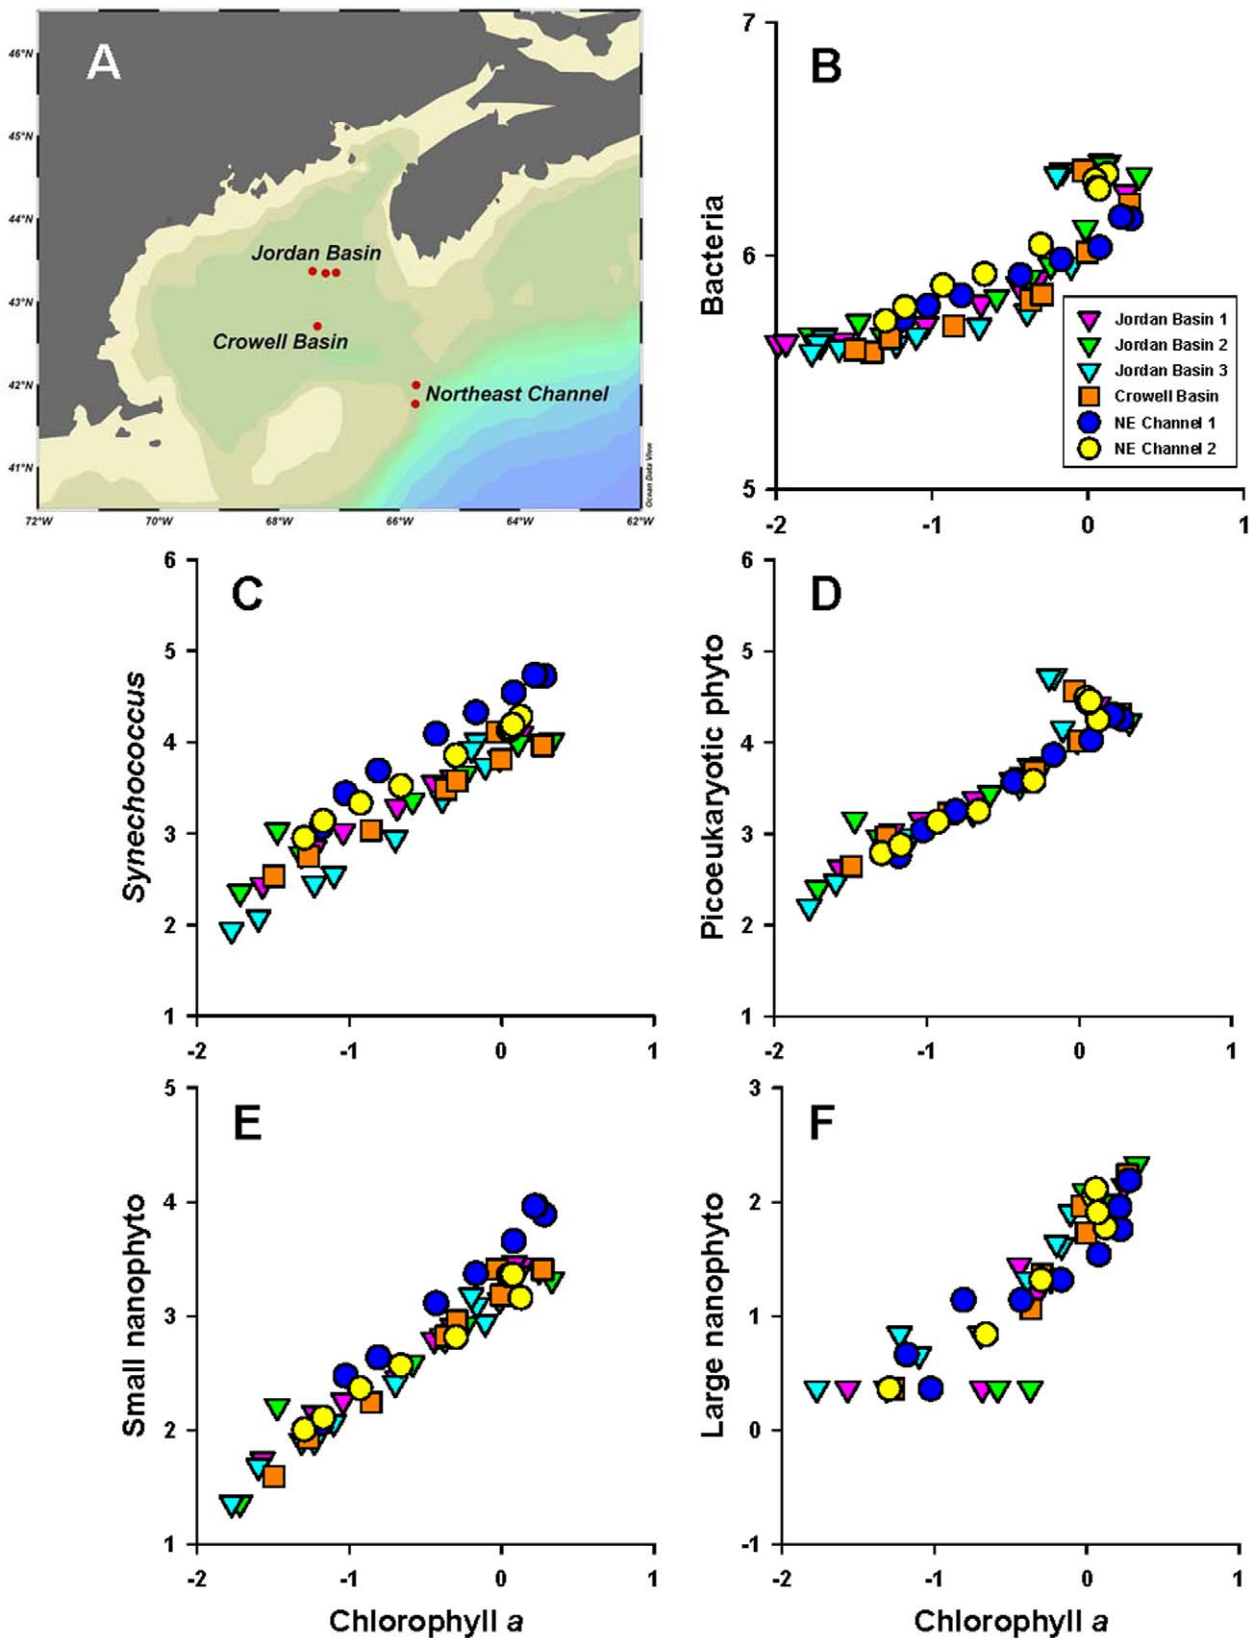 A
46°N
45°N
44°N
43°N
42°N
41°N
72°W
70°W
68°W
66°W
64°W
62°W
Jordan Basin
Crowell Basin
Northeast Channel
Ocean Data View
B
Bacteria
7
6
5
-2
-1
0
1
Jordan Basin 1
Jordan Basin 2
Jordan Basin 3
Crowell Basin
NE Channel 1
NE Channel 2
C
Synechococcus
6
5
4
3
2
1
-2
-1
0
1
D
Picoeukaryotic phyto
6
5
4
3
2
1
-2
-1
0
1
E
Small nanophyto
5
4
3
2
1
-2
-1
0
1
Chlorophyll a
F
Large nanophyto
3
2
1
0
-1
-2
-1
0
1
Chlorophyll a